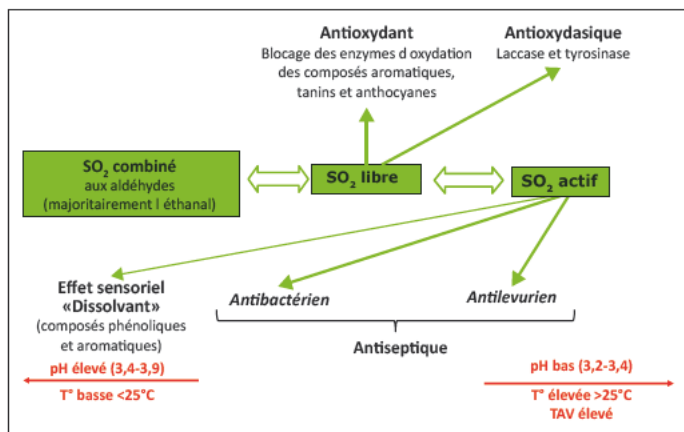 Antioxydant
Blocage des enzymes d oxydation
des composés aromatiques,
tanins et anthocyanes
Antioxydasique
Laccase et tyrosinase
SO₂ combiné
aux aldéhydes
(majoritairement l éthanal)
SO₂ libre
SO₂ actif
Effet sensoriel
«Dissolvant»
(composés phénoliques
et aromatiques)
Antibactérien
Antilevurien
Antiseptique
pH élevé (3,4-3,9)
T° basse <25°C
pH bas (3,2-3,4)
T° élevée >25°C
TAV élevé